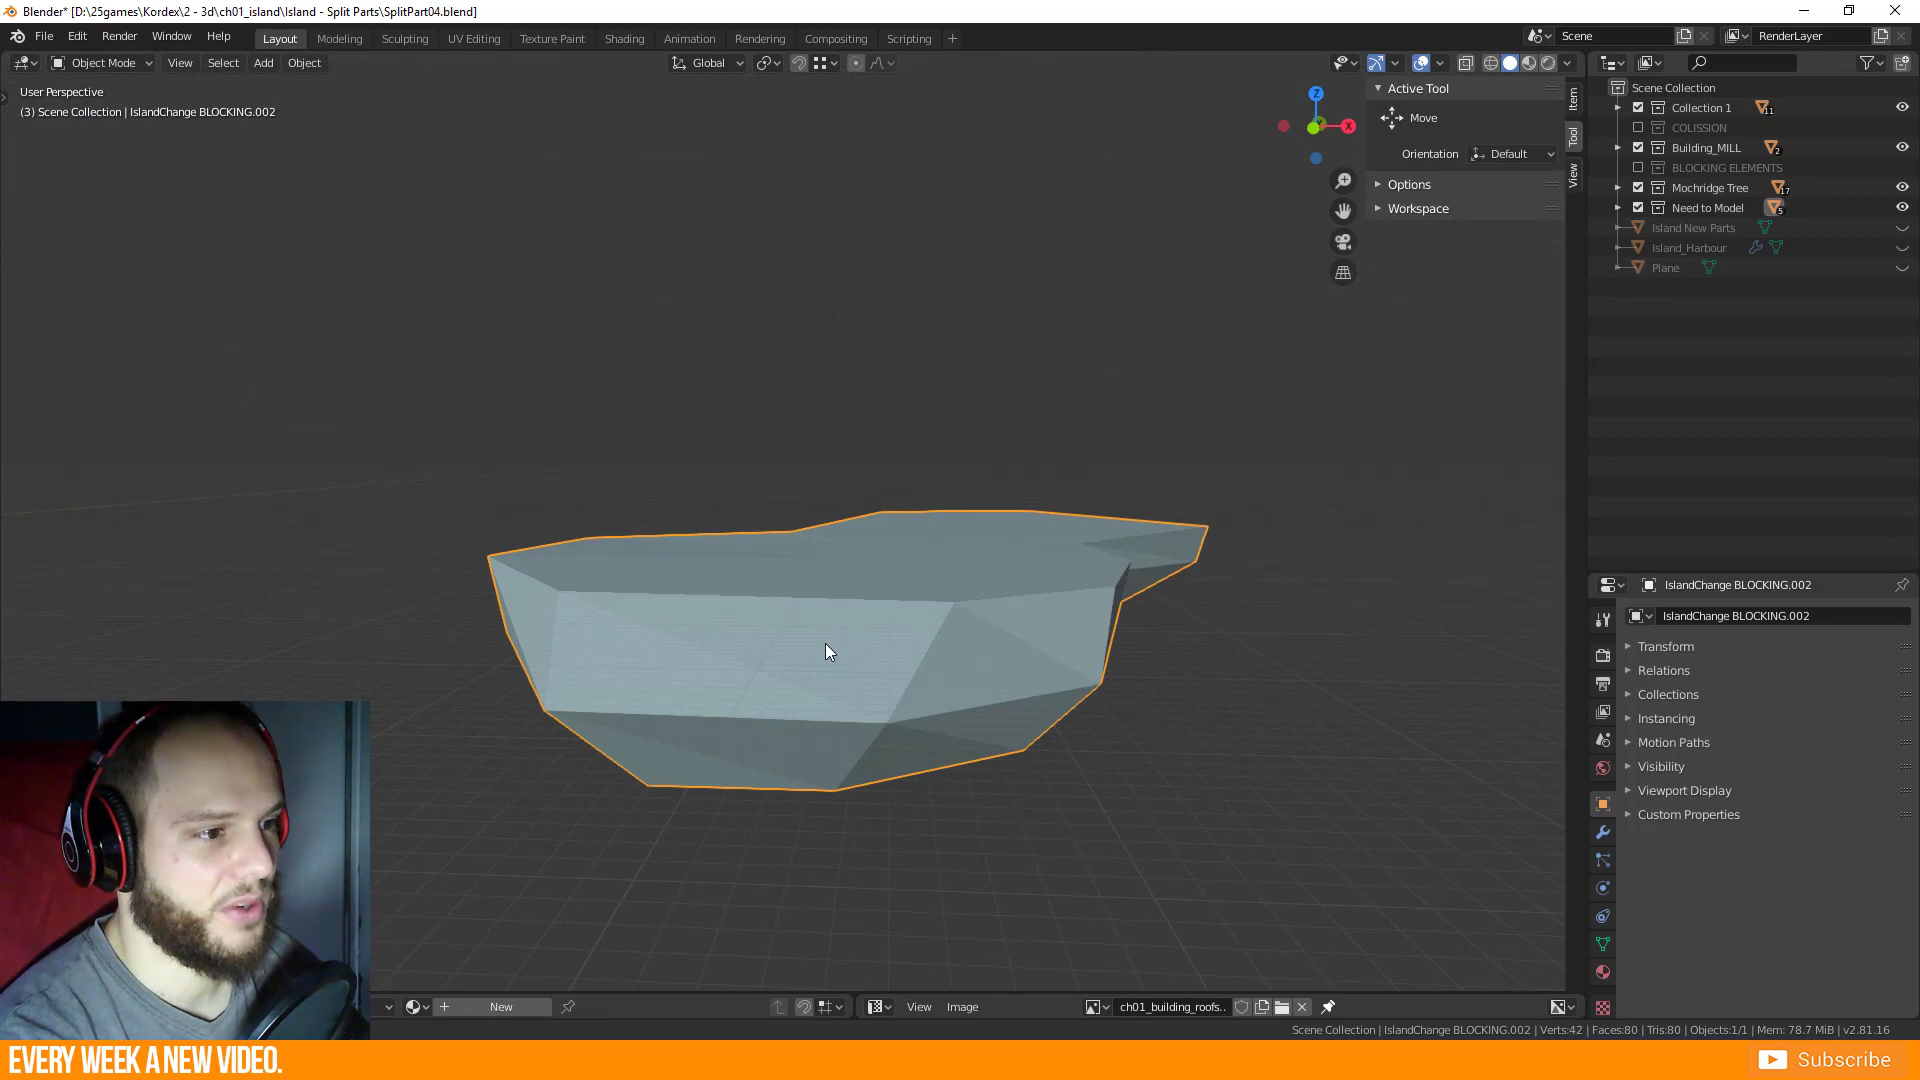 Blender* [D:\25games\Kordex\2 - 3d\ch01_island\Island - Split Parts\SplitPart04.blend]
File Edit Render Window Help Layout Modeling Sculpting UV Editing Texture Paint Shading Animation Rendering Compositing Scripting + Scene RenderLayer
Object Mode View Select Add Object Global
User Perspective
(3) Scene Collection | IslandChange BLOCKING.002
Z
X
Active Tool
Move
Orientation Default
Options
Workspace
Item
Tool
View
Scene Collection
Collection 1 11
COLISSION
Building_MILL 2
BLOCKING ELEMENTS
Mochridge Tree 17
Need to Model 5
Island New Parts
Island_Harbour
Plane
IslandChange BLOCKING.002
IslandChange BLOCKING.002
Transform
Relations
Collections
Instancing
Motion Paths
Visibility
Viewport Display
Custom Properties
+ New View Image ch01_building_roofs..
Scene Collection | IslandChange BLOCKING.002 | Verts:42 | Faces:80 | Tris:80 | Objects:1/1 | Mem: 78.7 MiB | v2.81.16
EVERY WEEK A NEW VIDEO.
Subscribe